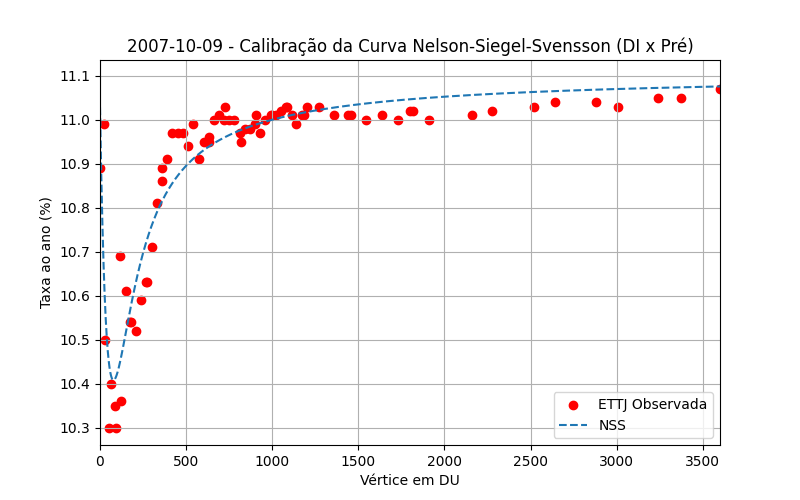 2007-10-09 - Calibração da Curva Nelson-Siegel-Svensson (DI x Pré)
Taxa ao ano (%)
11.1
11.0
10.9
10.8
10.7
10.6
10.5
10.4
10.3
ETTJ Observada
NSS
0 500 1000 1500 2000 2500 3000 3500
Vértice em DU